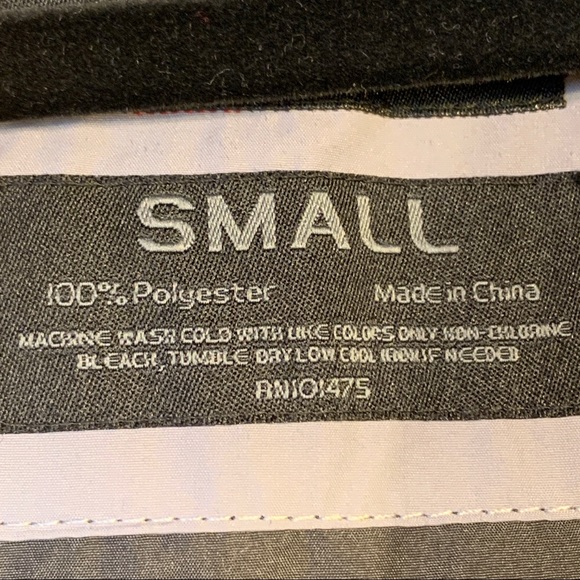 SMALL
100% Polyester Made in China
MACHINE WASH COLD WITH LIKE COLORS ONLY NON-CHLORINE
BLEACH, TUMBLE DRY LOW COOL IRON IF NEEDED
RN101475